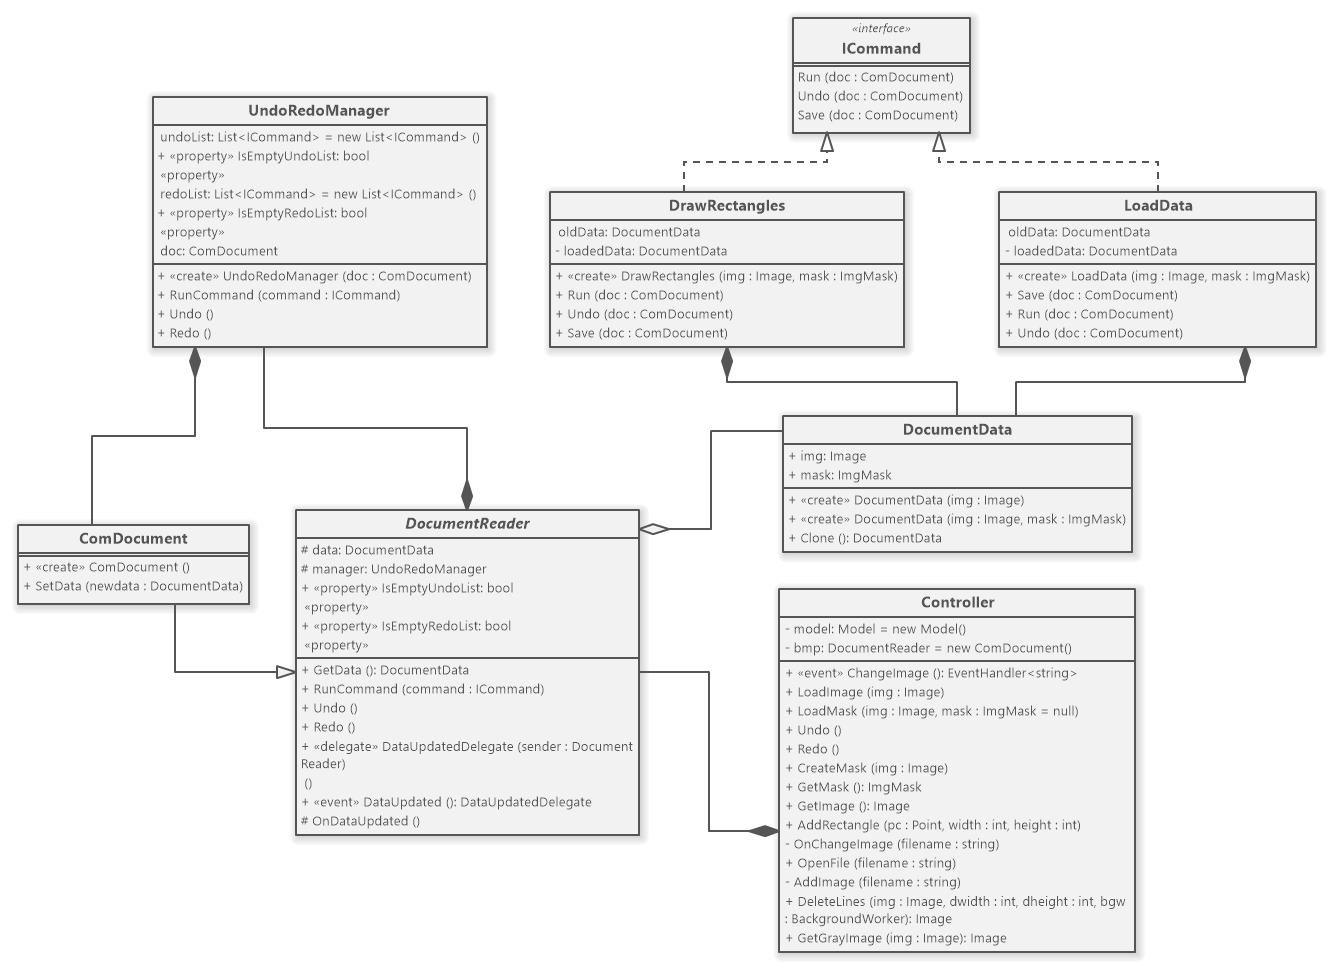 «interface»
ICommand
Run (doc : ComDocument)
Undo (doc : ComDocument)
Save (doc : ComDocument)
UndoRedoManager
undoList: List<ICommand> = new List<ICommand> ()
+ «property» IsEmptyUndoList: bool
«property»
redoList: List<ICommand> = new List<ICommand> ()
+ «property» IsEmptyRedoList: bool
«property»
doc: ComDocument
+ «create» UndoRedoManager (doc : ComDocument)
+ RunCommand (command : ICommand)
+ Undo ()
+ Redo ()
DrawRectangles
oldData: DocumentData
- loadedData: DocumentData
+ «create» DrawRectangles (img : Image, mask : ImgMask)
+ Run (doc : ComDocument)
+ Undo (doc : ComDocument)
+ Save (doc : ComDocument)
LoadData
oldData: DocumentData
- loadedData: DocumentData
+ «create» LoadData (img : Image, mask : ImgMask)
+ Save (doc : ComDocument)
+ Run (doc : ComDocument)
+ Undo (doc : ComDocument)
DocumentData
+ img: Image
+ mask: ImgMask
+ «create» DocumentData (img : Image)
+ «create» DocumentData (img : Image, mask : ImgMask)
+ Clone (): DocumentData
ComDocument
+ «create» ComDocument ()
+ SetData (newdata : DocumentData)
DocumentReader
# data: DocumentData
# manager: UndoRedoManager
+ «property» IsEmptyUndoList: bool
«property»
+ «property» IsEmptyRedoList: bool
«property»
+ GetData (): DocumentData
+ RunCommand (command : ICommand)
+ Undo ()
+ Redo ()
+ «delegate» DataUpdatedDelegate (sender : Document
Reader)
()
+ «event» DataUpdated (): DataUpdatedDelegate
# OnDataUpdated ()
Controller
- model: Model = new Model()
- bmp: DocumentReader = new ComDocument()
+ «event» ChangeImage (): EventHandler<string>
+ LoadImage (img : Image)
+ LoadMask (img : Image, mask : ImgMask = null)
+ Undo ()
+ Redo ()
+ CreateMask (img : Image)
+ GetMask (): ImgMask
+ GetImage (): Image
+ AddRectangle (pc : Point, width : int, height : int)
- OnChangeImage (filename : string)
+ OpenFile (filename : string)
- AddImage (filename : string)
+ DeleteLines (img : Image, dwidth : int, dheight : int, bgw
: BackgroundWorker): Image
+ GetGrayImage (img : Image): Image